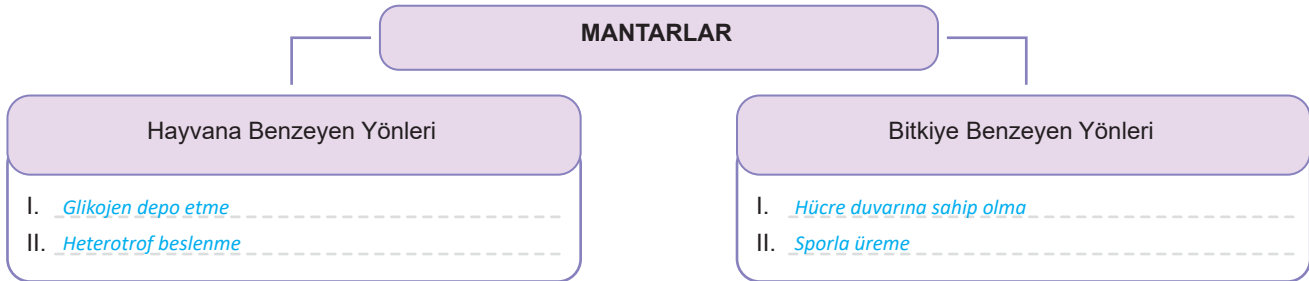 MANTARLAR
Hayvana Benzeyen Yönleri
I. Glikojen depo etme
II. Heterotrof beslenme
Bitkiye Benzeyen Yönleri
I. Hücre duvarına sahip olma
II. Sporla üreme